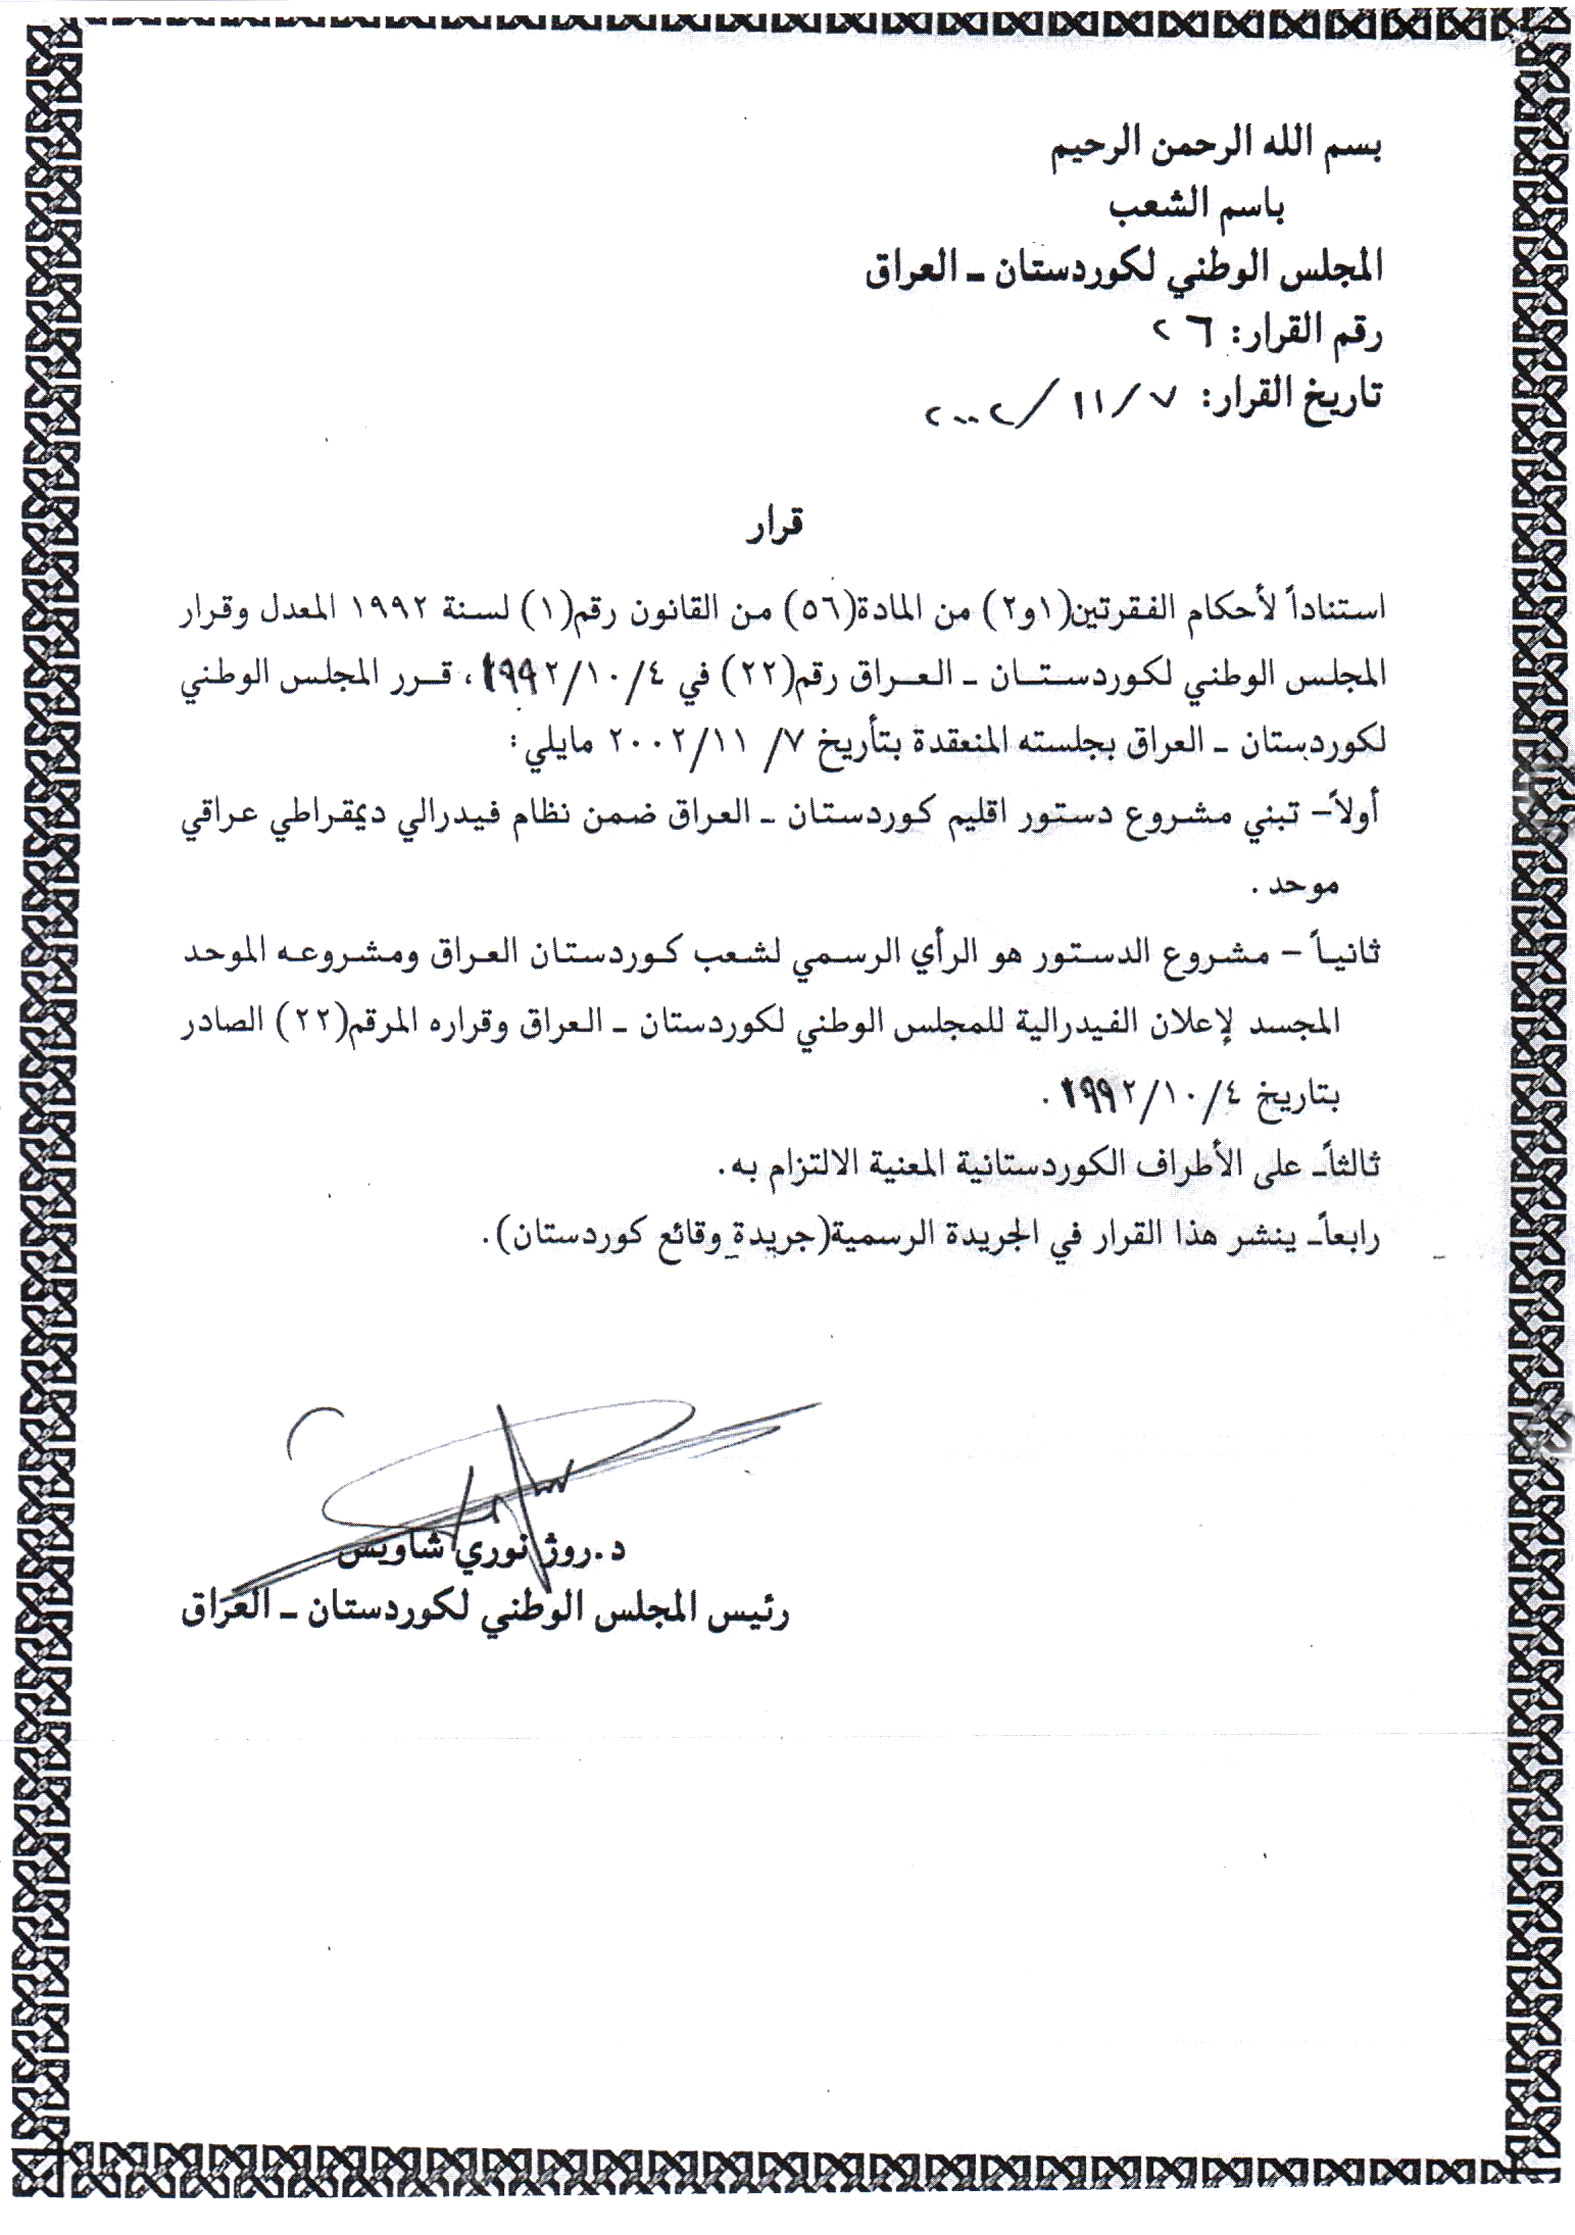 بسم الله الرحمن الرحيم
باسم الشعب
المجلس الوطني لكوردستان ـ العراق
رقم القرار: ٢٦
تاريخ القرار: ٧/ ١١/ ٢٠٠٢
قرار
استناداً لأحكام الفقرتين(١و٢) من المادة(٥٦) من القانون رقم(١) لسنة ١٩٩٢ المعدل وقرار
المجلس الوطني لكوردستان ـ العراق رقم(٢٢) في ١٩٩٢/١٠/٤، قرر المجلس الوطني
لكوردستان ـ العراق بجلسته المنعقدة بتأريخ ٧/ ٢٠٠٢/١١ مايلي:
أولاً– تبني مشروع دستور اقليم كوردستان ـ العراق ضمن نظام فيدرالي ديمقراطي عراقي
موحد .
ثانياً – مشروع الدستور هو الرأي الرسمي لشعب كوردستان العراق ومشروعه الموحد
المجسد لإعلان الفيدرالية للمجلس الوطني لكوردستان ـ العراق وقراره المرقم(٢٢) الصادر
بتاريخ ١٩٩٢/١٠/٤ .
ثالثاًـ على الأطراف الكوردستانية المعنية الالتزام به.
رابعاًـ ينشر هذا القرار في الجريدة الرسمية(جريدة وقائع كوردستان).
د.روژ نوري شاويس
رئيس المجلس الوطني لكوردستان ـ العراق